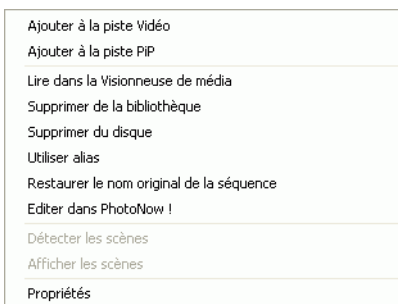 Ajouter à la piste Vidéo
Ajouter à la piste PiP
Lire dans la Visionneuse de média
Supprimer de la bibliothèque
Supprimer du disque
Utiliser alias
Restaurer le nom original de la séquence
Editer dans PhotoNow !
Détecter les scènes
Afficher les scènes
Propriétés